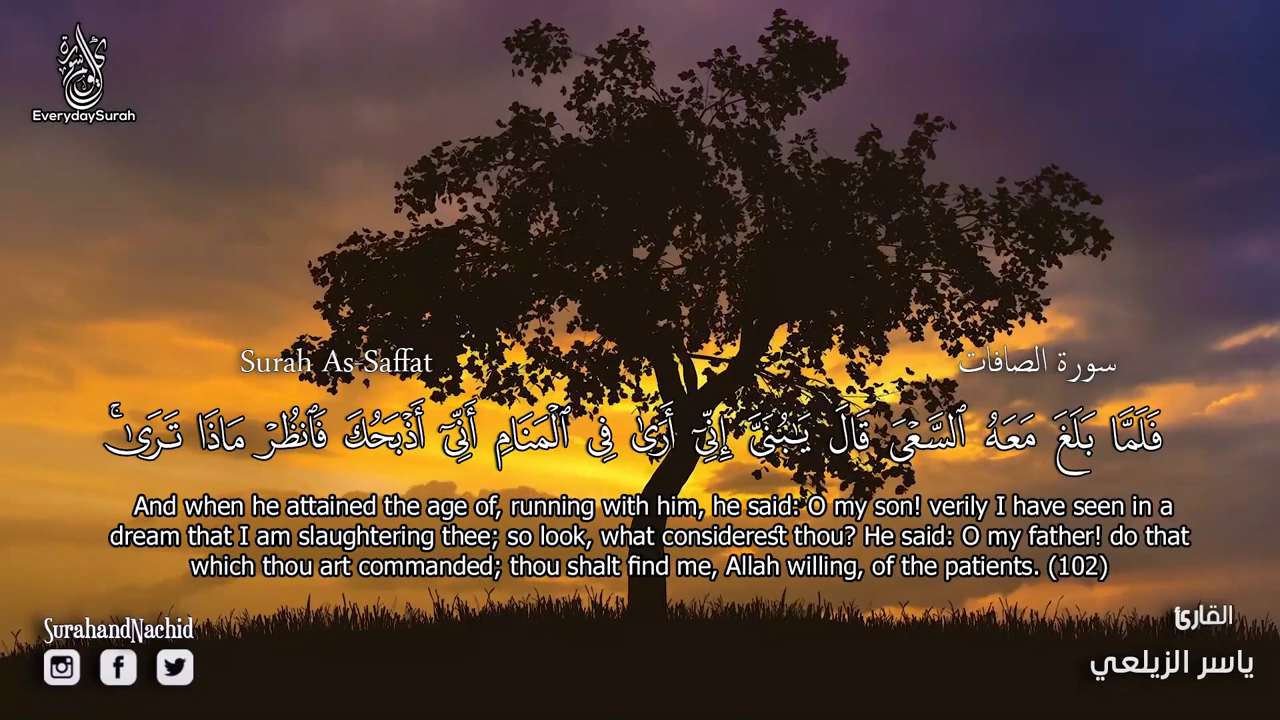 EverydaySurah
Surah As-Saffat
سورة الصافات
فَلَمَّا بَلَغَ مَعَهُ ٱلسَّعْىَ قَالَ يَـٰبُنَىَّ إِنِّىٓ أَرَىٰ فِى ٱلْمَنَامِ أَنِّىٓ أَذْبَحُكَ فَٱنظُرْ مَاذَا تَرَىٰ ۚ
And when he attained the age of, running with him, he said: O my son! verily I have seen in a
dream that I am slaughtering thee; so look, what considerest thou? He said: O my father! do that
which thou art commanded; thou shalt find me, Allah willing, of the patients. (102)
SurahandNachid
القارئ
ياسر الزيلعي